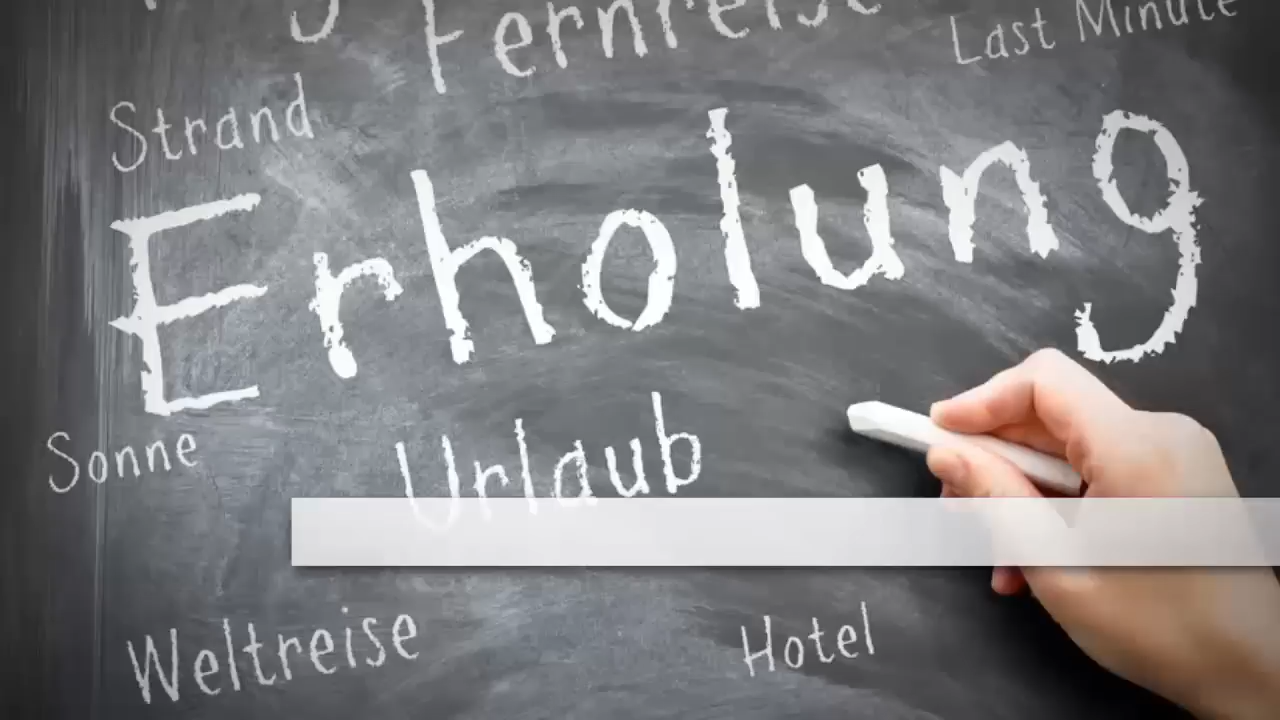 Fernreise
Last Minute
Strand
Erholung
Sonne
Urlaub
Weltreise
Hotel